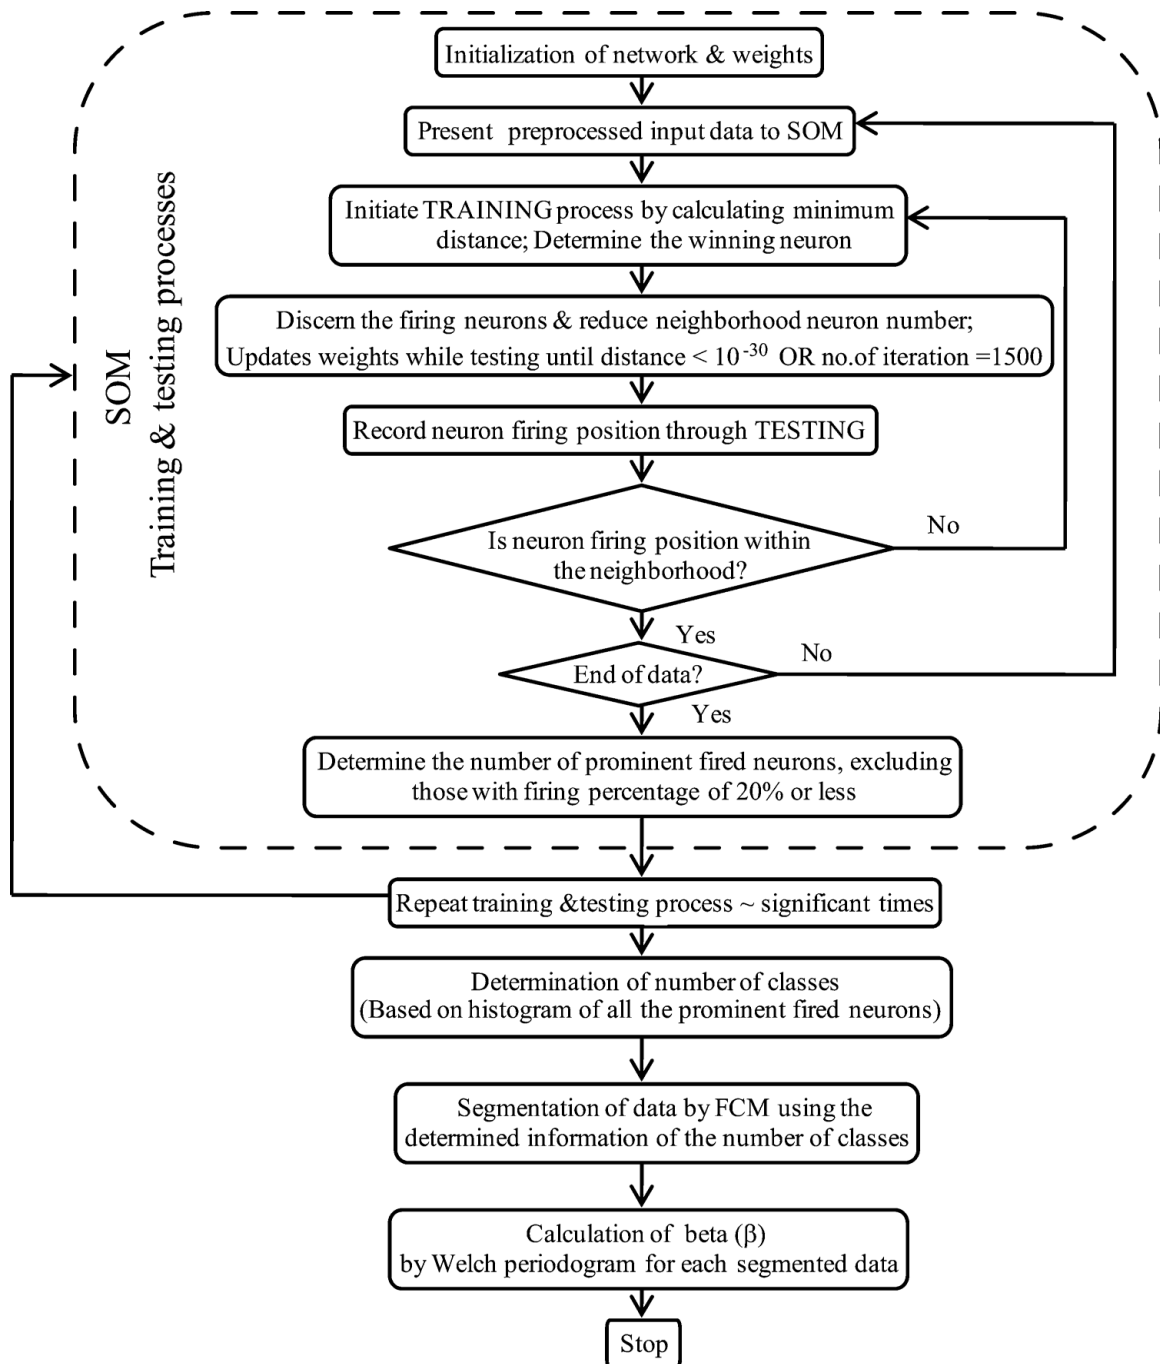 Initialization of network & weights
Present preprocessed input data to SOM
Initiate TRAINING process by calculating minimum
distance; Determine the winning neuron
Discern the firing neurons & reduce neighborhood neuron number;
Updates weights while testing until distance < 10⁻³⁰ OR no.of iteration =1500
SOM
Training & testing processes
Record neuron firing position through TESTING
Is neuron firing position within
the neighborhood?
No
Yes
End of data?
No
Yes
Determine the number of prominent fired neurons, excluding
those with firing percentage of 20% or less
Repeat training &testing process ~ significant times
Determination of number of classes
(Based on histogram of all the prominent fired neurons)
Segmentation of data by FCM using the
determined information of the number of classes
Calculation of beta (β)
by Welch periodogram for each segmented data
Stop